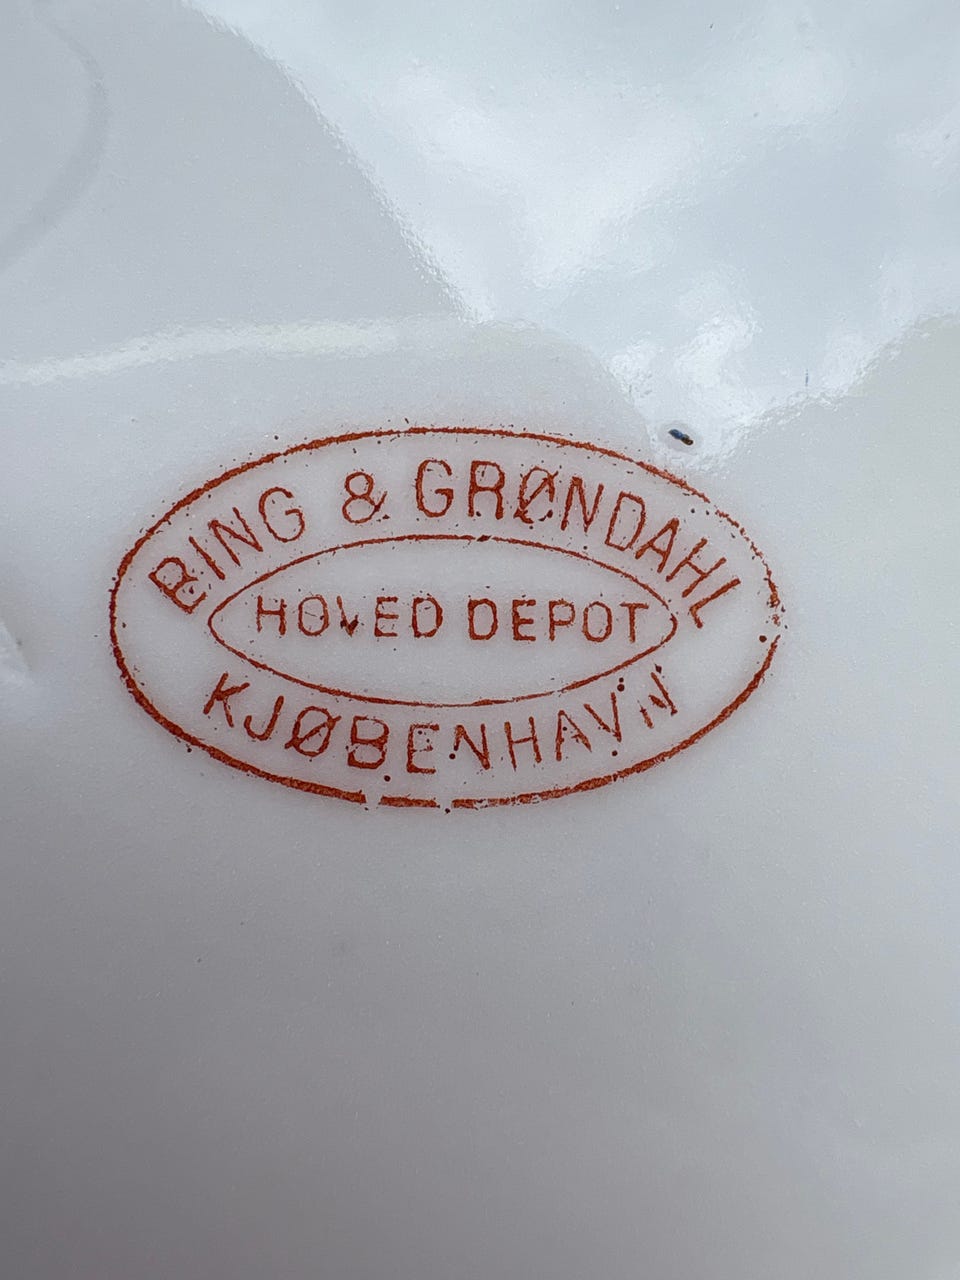 BING & GRØNDAHL
HOVED DEPOT
KJØBENHAVN